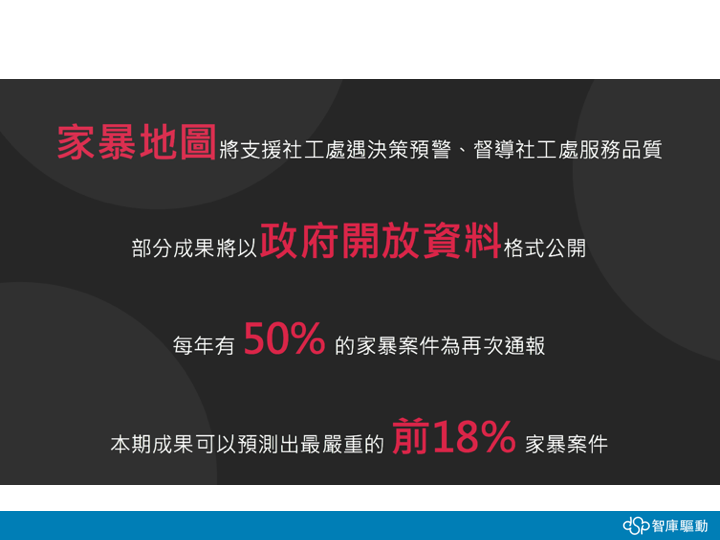 家暴地圖將支援社工處遇決策預警、督導社工處服務品質
部分成果將以政府開放資料格式公開
每年有 50% 的家暴案件為再次通報
本期成果可以預測出最嚴重的 前18% 家暴案件
dSp智庫驅動